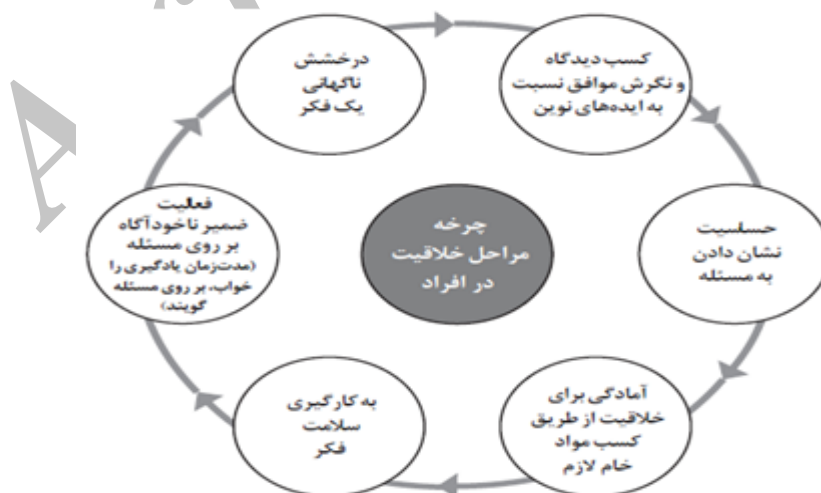 کسب دیدگاه
و نگرش موافق نسبت
به ایده‌های نوین
حساسیت
نشان دادن
به مسئله
آمادگی برای
خلاقیت از طریق
کسب مواد
خام لازم
به کارگیری
سلامت
فکر
فعالیت
ضمیر ناخودآگاه
بر روی مسئله
(مدت‌زمان یادگیری را
خواب، بر روی مسئله
گویند)
درخشش
ناگهانی
یک فکر
چرخه
مراحل خلاقیت
در افراد